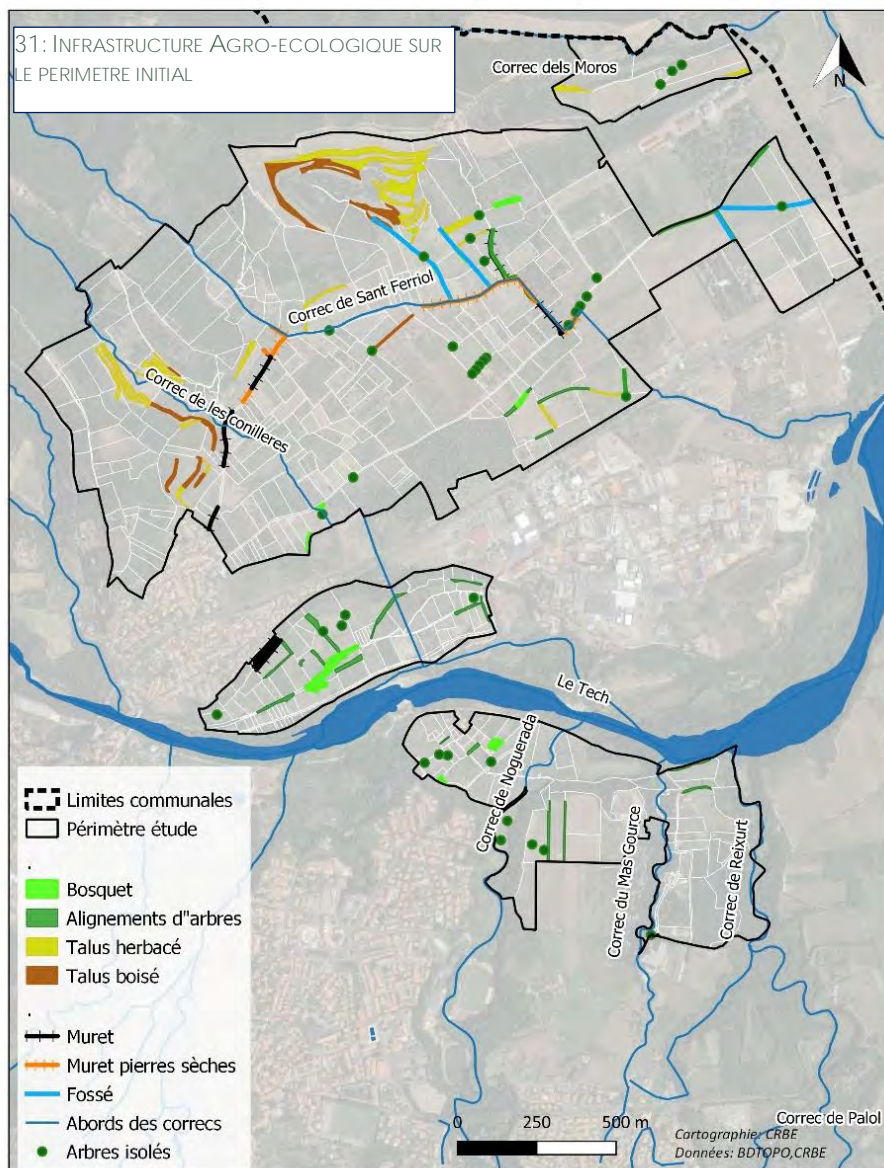 31: INFRASTRUCTURE AGRO-ECOLOGIQUE SUR
LE PERIMETRE INITIAL
Correc dels Moros
N
Correc de Sant Ferriol
Correc de les conilleres
Le Tech
Correc de Noguerada
Correc du Mas Gource
Correc de Reixurt
Limites communales
Périmètre étude
.
Bosquet
Alignements d"arbres
Talus herbacé
Talus boisé
.
Muret
Muret pierres sèches
Fossé
Abords des correcs
Arbres isolés
0 250 500 m
Correc de Palol
Cartographie: CRBE
Données: BDTOPO,CRBE